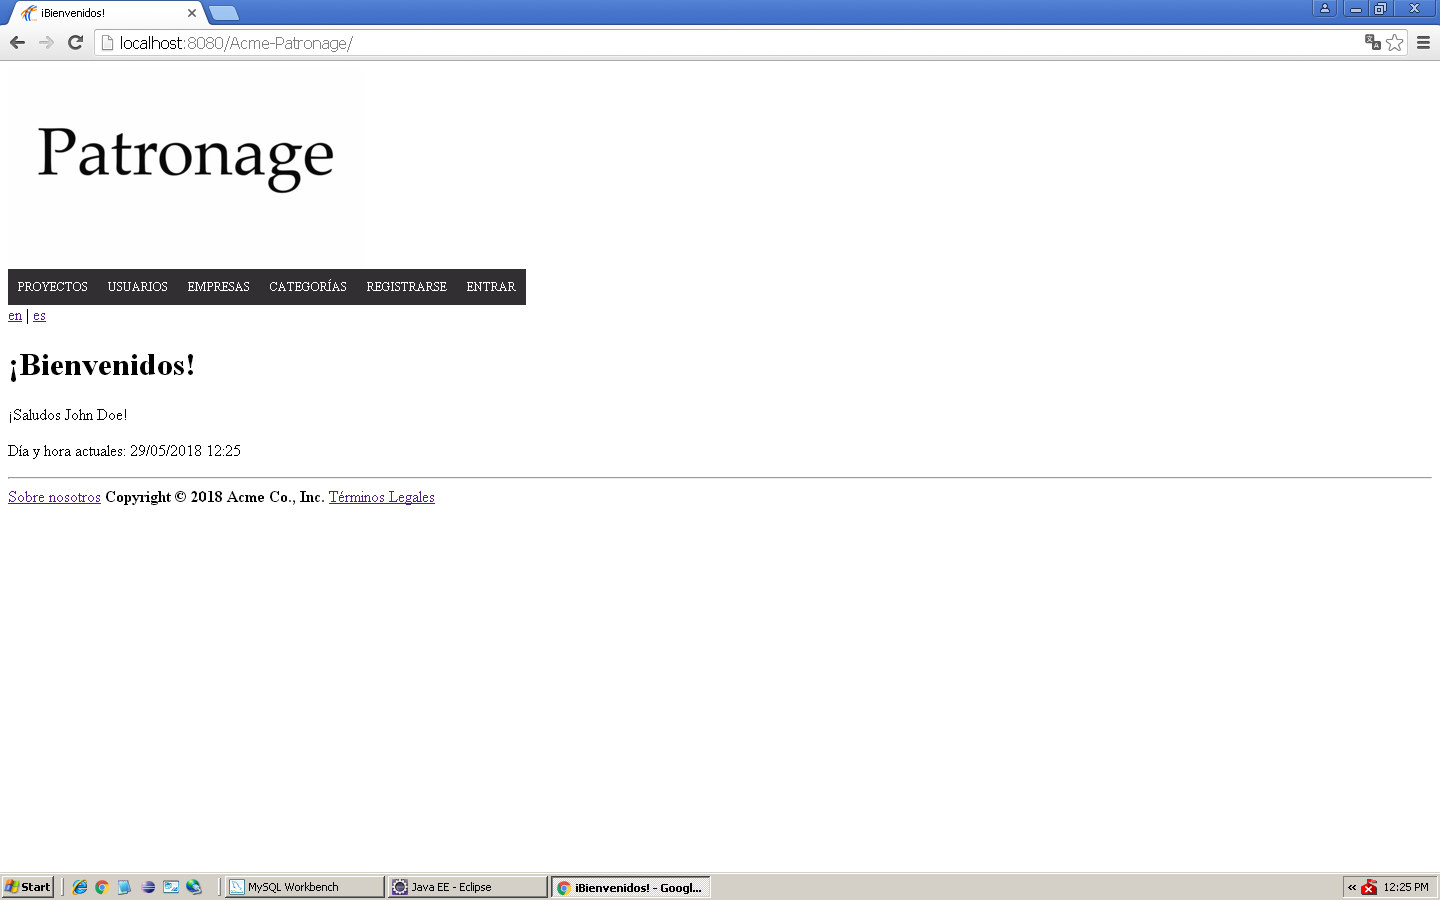 ¡Bienvenidos!
localhost:8080/Acme-Patronage/
Patronage
PROYECTOS USUARIOS EMPRESAS CATEGORÍAS REGISTRARSE ENTRAR
en | es
¡Bienvenidos!
¡Saludos John Doe!
Día y hora actuales: 29/05/2018 12:25
Sobre nosotros Copyright © 2018 Acme Co., Inc. Términos Legales
Start MySQL Workbench Java EE - Eclipse ¡Bienvenidos! - Googl... « 12:25 PM